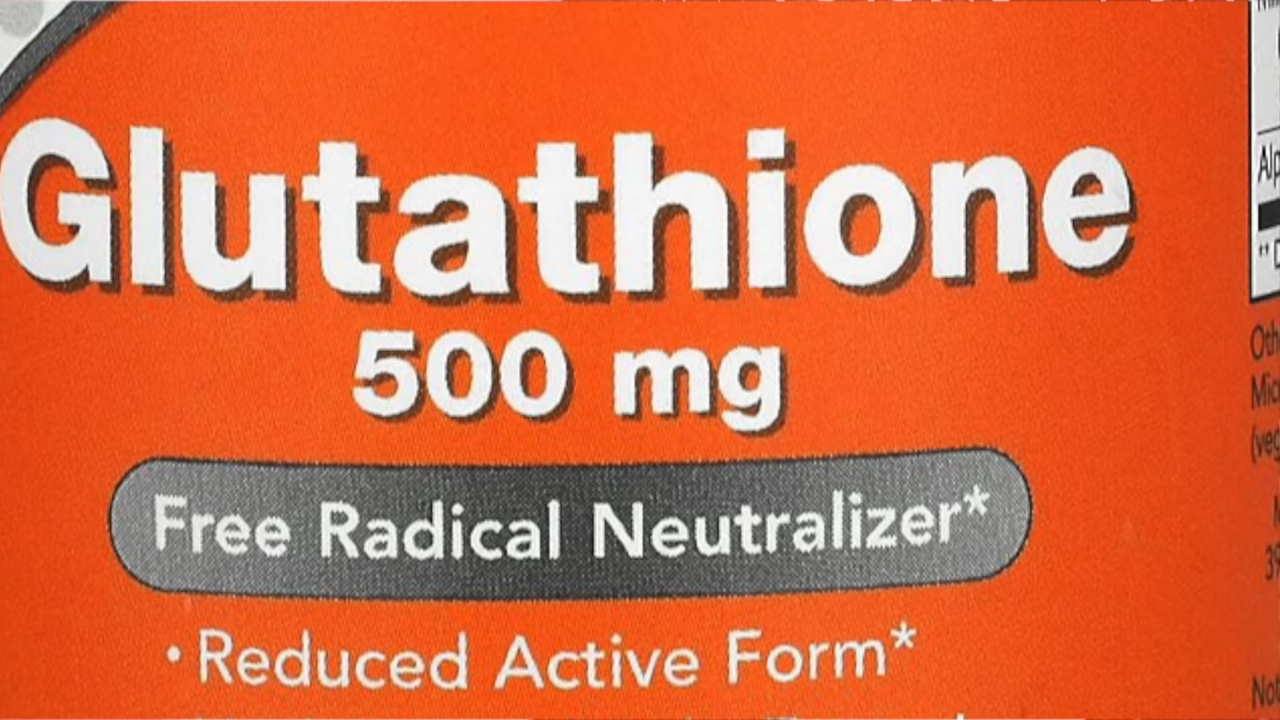 Glutathione
500 mg
Free Radical Neutralizer*
• Reduced Active Form*